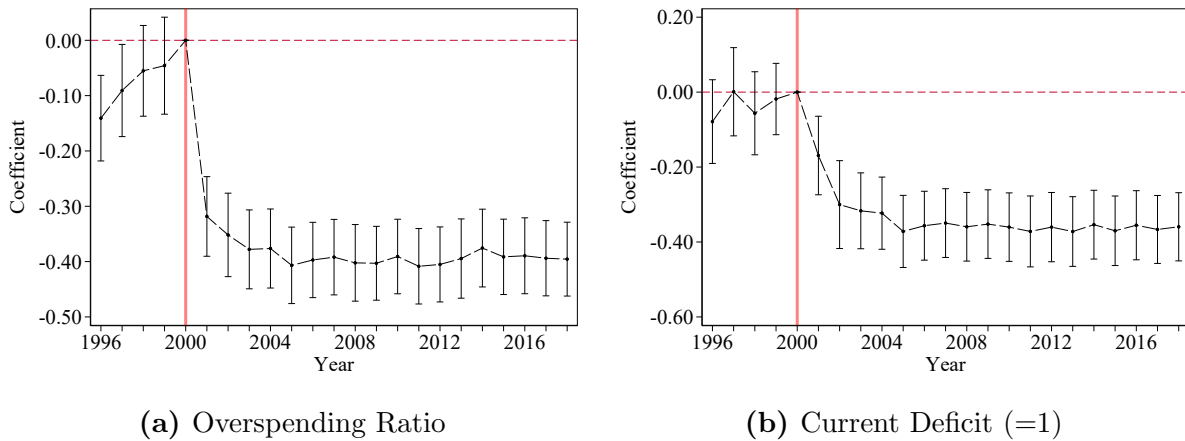 0.00
-0.10
-0.20
-0.30
-0.40
-0.50
Coefficient
1996 2000 2004 2008 2012 2016
Year
(a) Overspending Ratio
0.20
0.00
-0.20
-0.40
-0.60
Coefficient
1996 2000 2004 2008 2012 2016
Year
(b) Current Deficit (=1)